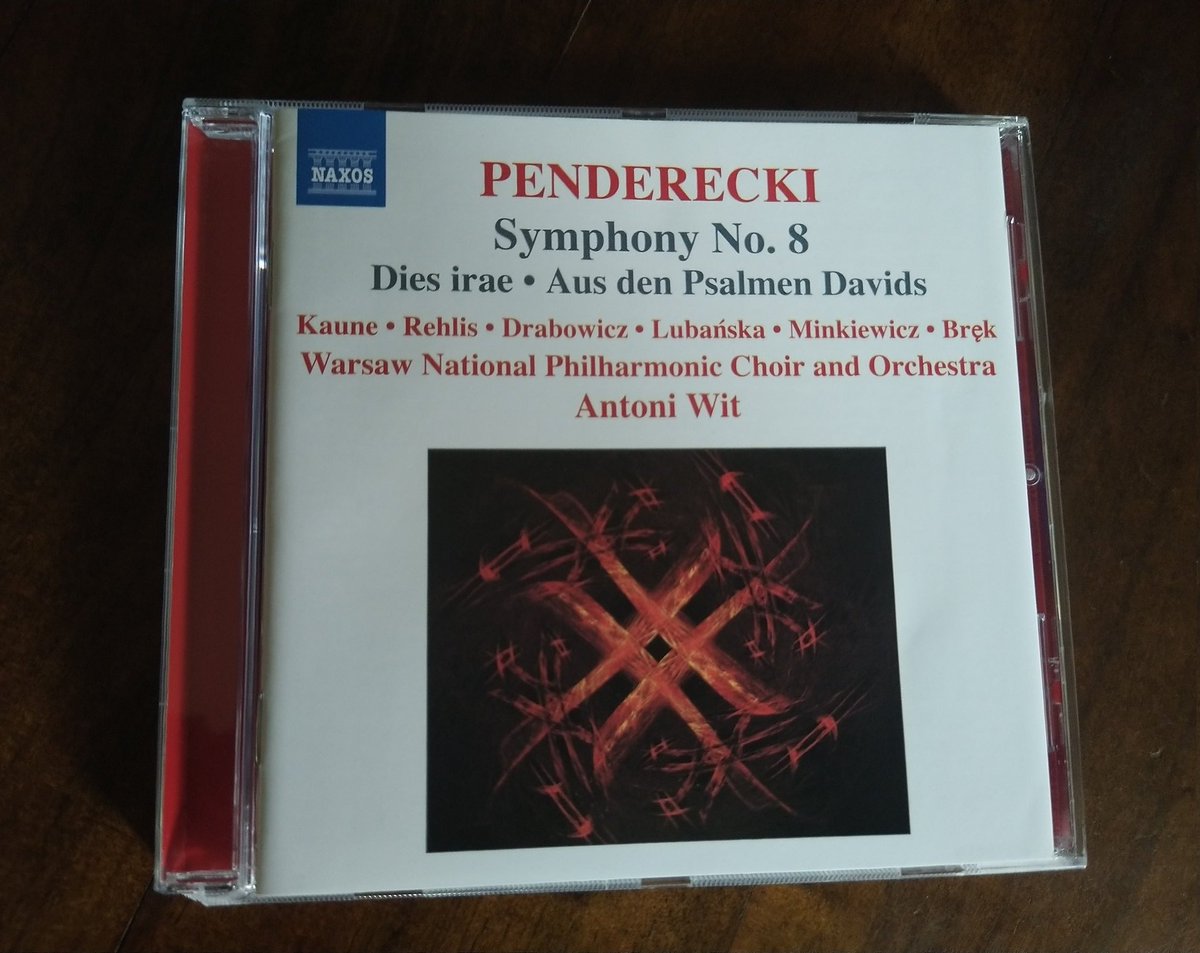 NAXOS
PENDERECKI
Symphony No. 8
Dies irae • Aus den Psalmen Davids
Kaune • Rehlis • Drabowicz • Lubańska • Minkiewicz • Bręk
Warsaw National Philharmonic Choir and Orchestra
Antoni Wit